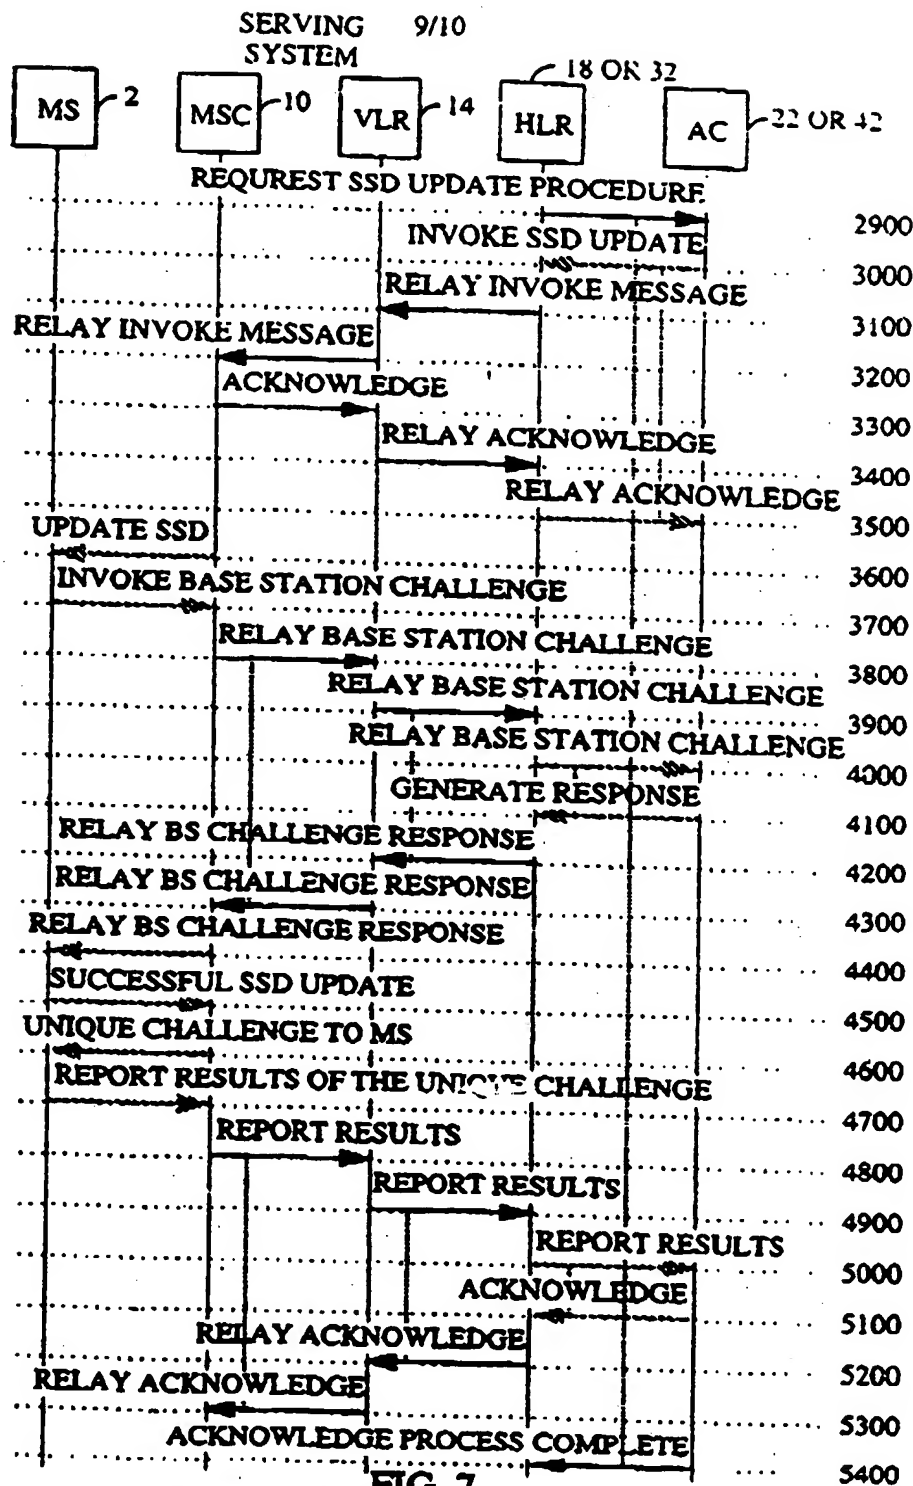 SERVING 9/10
SYSTEM
18 OR 32
MS 2 MSC 10 VLR 14 HLR AC 22 OR 42
REQUREST SSD UPDATE PROCEDURE
2900
INVOKE SSD UPDATE
3000
RELAY INVOKE MESSAGE
3100
RELAY INVOKE MESSAGE
3200
ACKNOWLEDGE
3300
RELAY ACKNOWLEDGE
3400
RELAY ACKNOWLEDGE
3500
UPDATE SSD
3600
INVOKE BASE STATION CHALLENGE
3700
RELAY BASE STATION CHALLENGE
3800
RELAY BASE STATION CHALLENGE
3900
RELAY BASE STATION CHALLENGE
4000
GENERATE RESPONSE
4100
RELAY BS CHALLENGE RESPONSE
4200
RELAY BS CHALLENGE RESPONSE
4300
RELAY BS CHALLENGE RESPONSE
4400
SUCCESSFUL SSD UPDATE
4500
UNIQUE CHALLENGE TO MS
4600
REPORT RESULTS OF THE UNIQUE CHALLENGE
4700
REPORT RESULTS
4800
REPORT RESULTS
4900
REPORT RESULTS
5000
ACKNOWLEDGE
5100
RELAY ACKNOWLEDGE
5200
RELAY ACKNOWLEDGE
5300
ACKNOWLEDGE PROCESS COMPLETE
5400
FIG. 7